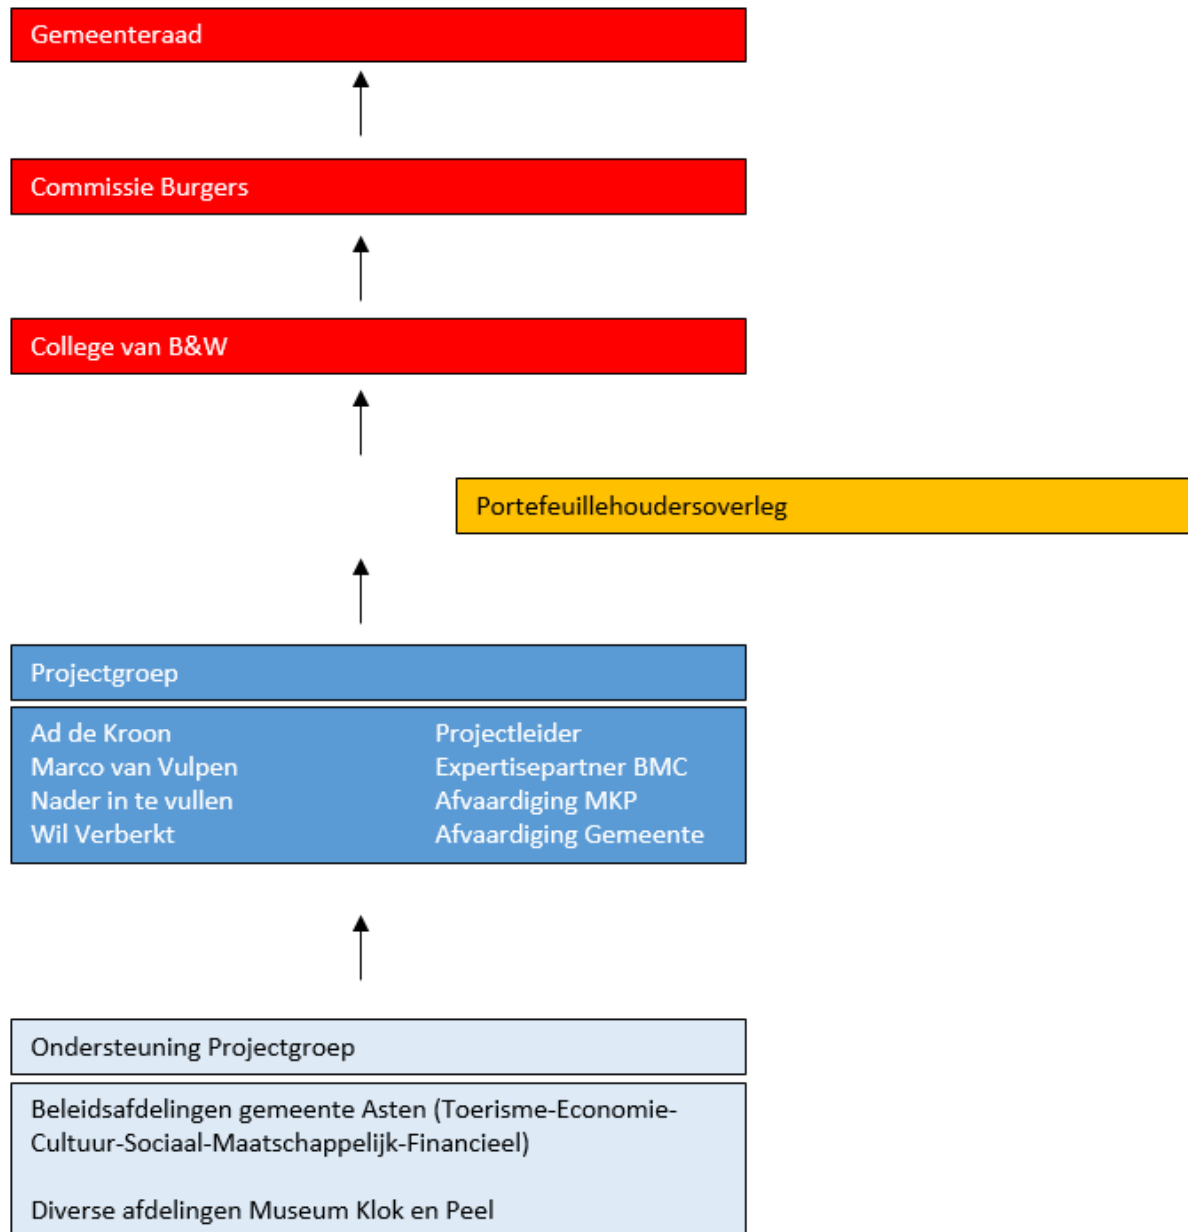 Gemeenteraad
Commissie Burgers
College van B&W
Portefeuillehoudersoverleg
Projectgroep
Ad de Kroon Projectleider
Marco van Vulpen Expertisepartner BMC
Nader in te vullen Afvaardiging MKP
Wil Verberkt Afvaardiging Gemeente
Ondersteuning Projectgroep
Beleidsafdelingen gemeente Asten (Toerisme-Economie-
Cultuur-Sociaal-Maatschappelijk-Financieel)
Diverse afdelingen Museum Klok en Peel